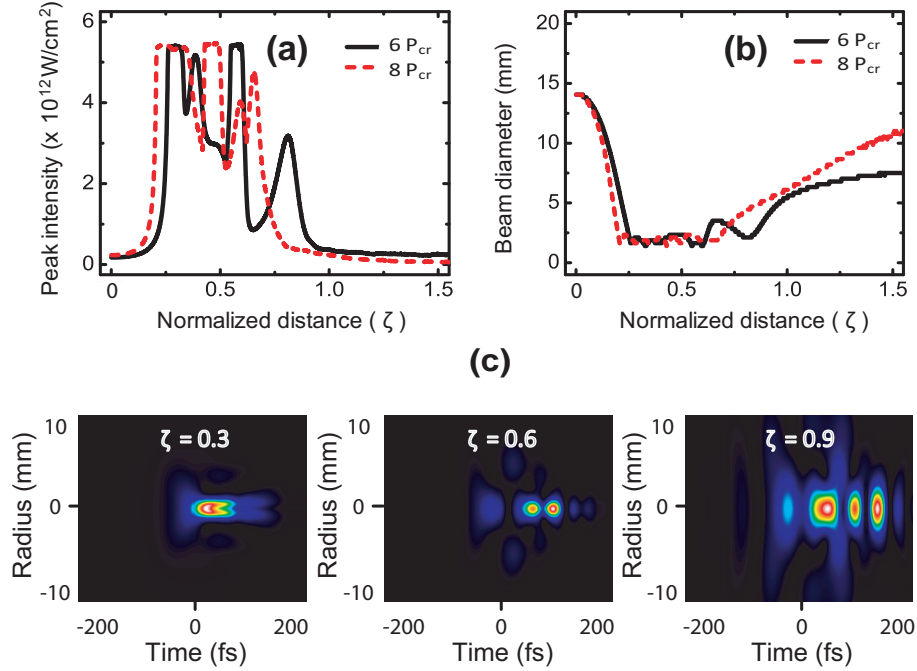 (a)
6 P_cr
8 P_cr
Peak intensity (x 10^12 W/cm^2)
6
4
2
0
0
0.5
1.0
1.5
Normalized distance ( ζ )
(b)
6 P_cr
8 P_cr
Beam diameter (mm)
20
15
10
5
0
0
0.5
1.0
1.5
Normalized distance ( ζ )
(c)
ζ = 0.3
Radius (mm)
10
0
-10
-200
0
200
Time (fs)
ζ = 0.6
Radius (mm)
10
0
-10
-200
0
200
Time (fs)
ζ = 0.9
Radius (mm)
10
0
-10
-200
0
200
Time (fs)